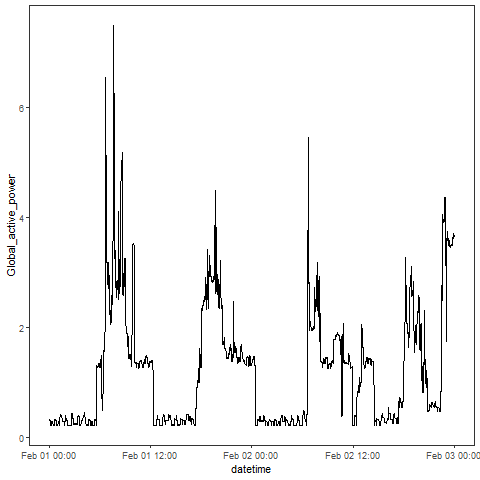 Global_active_power
6
4
2
0
Feb 01 00:00
Feb 01 12:00
Feb 02 00:00
Feb 02 12:00
Feb 03 00:00
datetime